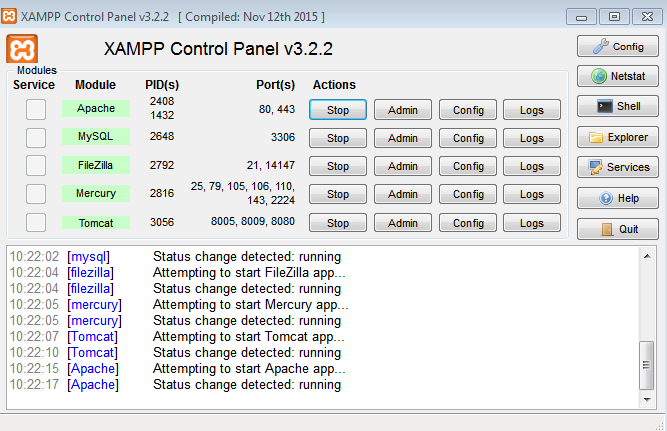 XAMPP Control Panel v3.2.2 [ Compiled: Nov 12th 2015 ]
XAMPP Control Panel v3.2.2
Config
Modules
Service Module PID(s) Port(s) Actions
Netstat
Apache 2408 1432 80, 443 Stop Admin Config Logs
Shell
MySQL 2648 3306 Stop Admin Config Logs
Explorer
FileZilla 2792 21, 14147 Stop Admin Config Logs
Services
Mercury 2816 25, 79, 105, 106, 110, 143, 2224 Stop Admin Config Logs
Help
Tomcat 3056 8005, 8009, 8080 Stop Admin Config Logs
Quit
10:22:02 [mysql] Status change detected: running
10:22:04 [filezilla] Attempting to start FileZilla app...
10:22:04 [filezilla] Status change detected: running
10:22:05 [mercury] Attempting to start Mercury app...
10:22:05 [mercury] Status change detected: running
10:22:07 [Tomcat] Attempting to start Tomcat app...
10:22:10 [Tomcat] Status change detected: running
10:22:15 [Apache] Attempting to start Apache app...
10:22:17 [Apache] Status change detected: running